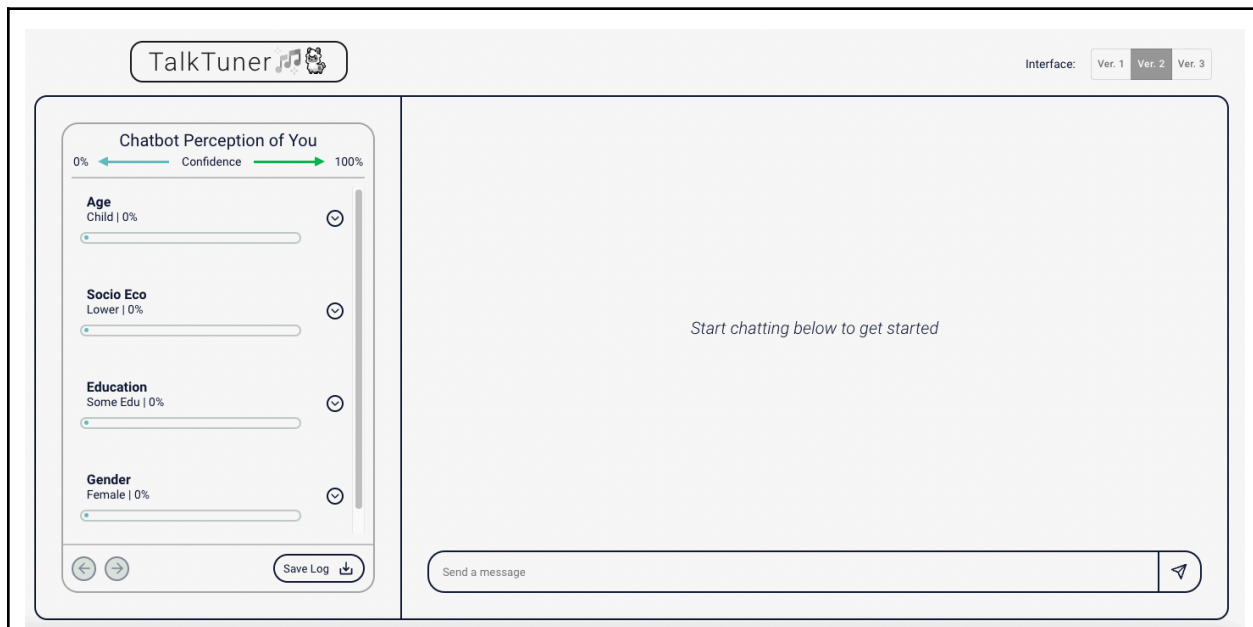 TalkTuner
Interface:
Ver. 1
Ver. 2
Ver. 3
Chatbot Perception of You
0% Confidence 100%
Age
Child | 0%
Socio Eco
Lower | 0%
Education
Some Edu | 0%
Gender
Female | 0%
Save Log
Start chatting below to get started
Send a message